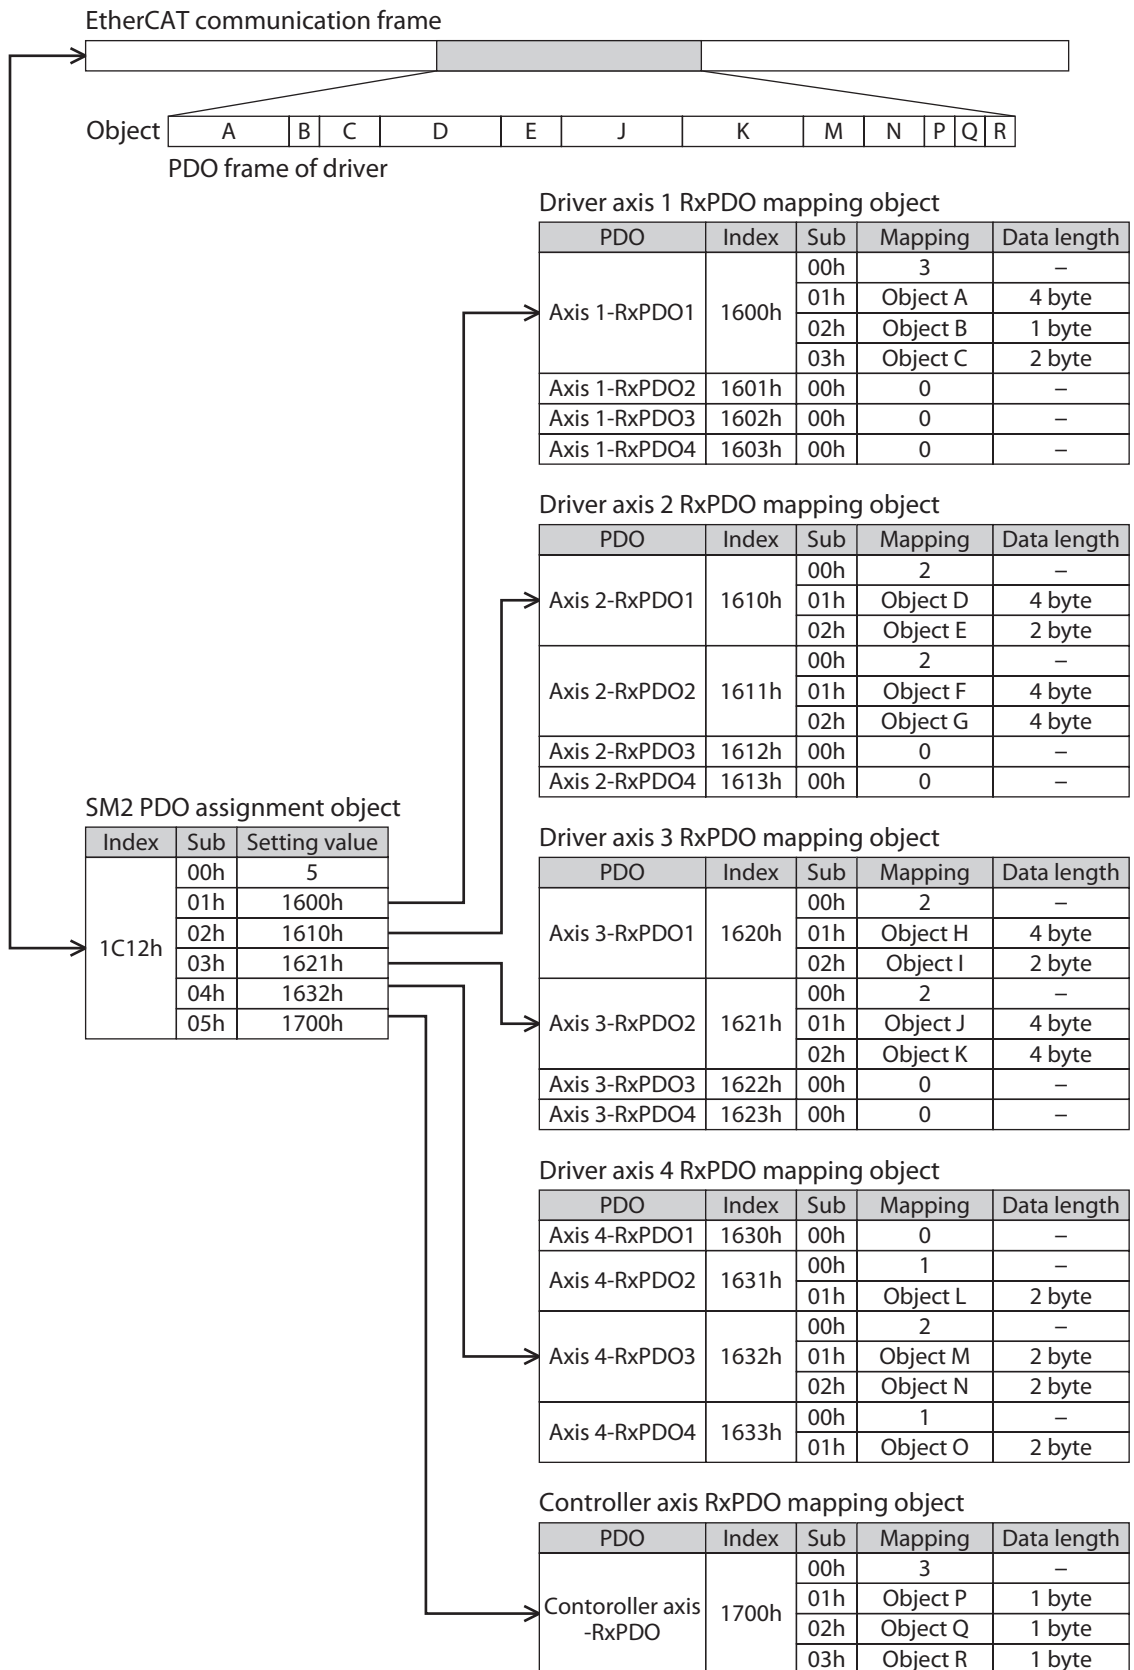 EtherCAT communication frame
Object A B C D E J K M N P Q R
PDO frame of driver
Driver axis 1 RxPDO mapping object
PDO Index Sub Mapping Data length
Axis 1-RxPDO1 1600h 00h 3 –
01h Object A 4 byte
02h Object B 1 byte
03h Object C 2 byte
Axis 1-RxPDO2 1601h 00h 0 –
Axis 1-RxPDO3 1602h 00h 0 –
Axis 1-RxPDO4 1603h 00h 0 –
Driver axis 2 RxPDO mapping object
PDO Index Sub Mapping Data length
Axis 2-RxPDO1 1610h 00h 2 –
01h Object D 4 byte
02h Object E 2 byte
Axis 2-RxPDO2 1611h 00h 2 –
01h Object F 4 byte
02h Object G 4 byte
Axis 2-RxPDO3 1612h 00h 0 –
Axis 2-RxPDO4 1613h 00h 0 –
SM2 PDO assignment object
Index Sub Setting value
1C12h 00h 5
01h 1600h
02h 1610h
03h 1621h
04h 1632h
05h 1700h
Driver axis 3 RxPDO mapping object
PDO Index Sub Mapping Data length
Axis 3-RxPDO1 1620h 00h 2 –
01h Object H 4 byte
02h Object I 2 byte
Axis 3-RxPDO2 1621h 00h 2 –
01h Object J 4 byte
02h Object K 4 byte
Axis 3-RxPDO3 1622h 00h 0 –
Axis 3-RxPDO4 1623h 00h 0 –
Driver axis 4 RxPDO mapping object
PDO Index Sub Mapping Data length
Axis 4-RxPDO1 1630h 00h 0 –
Axis 4-RxPDO2 1631h 00h 1 –
01h Object L 2 byte
Axis 4-RxPDO3 1632h 00h 2 –
01h Object M 2 byte
02h Object N 2 byte
Axis 4-RxPDO4 1633h 00h 1 –
01h Object O 2 byte
Controller axis RxPDO mapping object
PDO Index Sub Mapping Data length
Contoroller axis
-RxPDO 1700h 00h 3 –
01h Object P 1 byte
02h Object Q 1 byte
03h Object R 1 byte